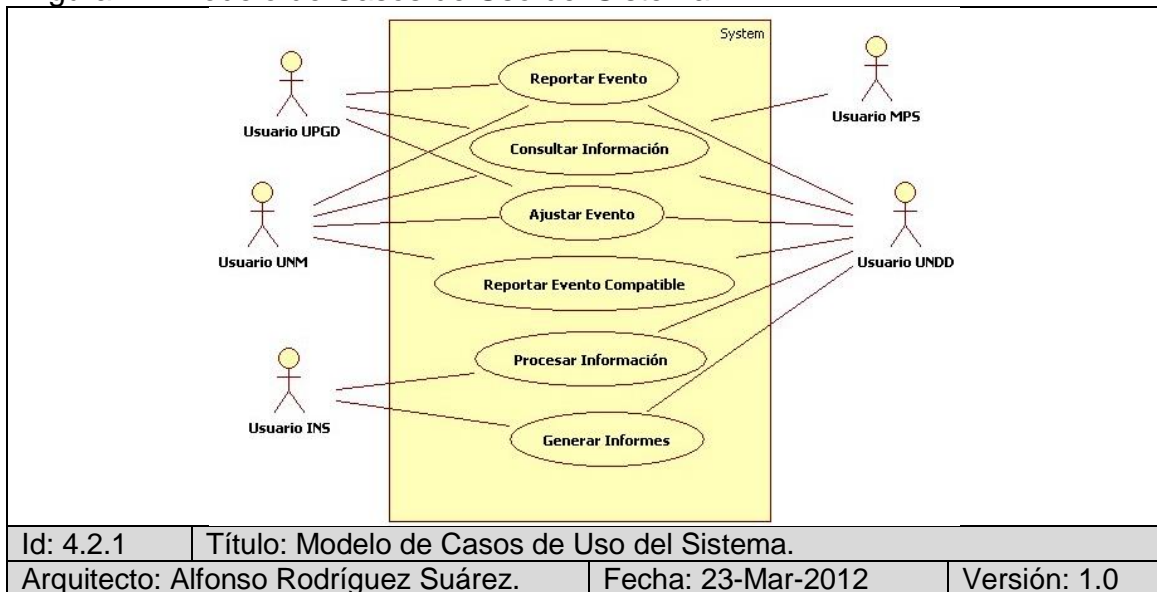 System
Reportar Evento
Usuario UPGD
Usuario MPS
Consultar Información
Ajustar Evento
Usuario UNM
Usuario UNDD
Reportar Evento Compatible
Procesar Información
Usuario INS
Generar Informes
Id: 4.2.1 Título: Modelo de Casos de Uso del Sistema.
Arquitecto: Alfonso Rodríguez Suárez. Fecha: 23-Mar-2012 Versión: 1.0